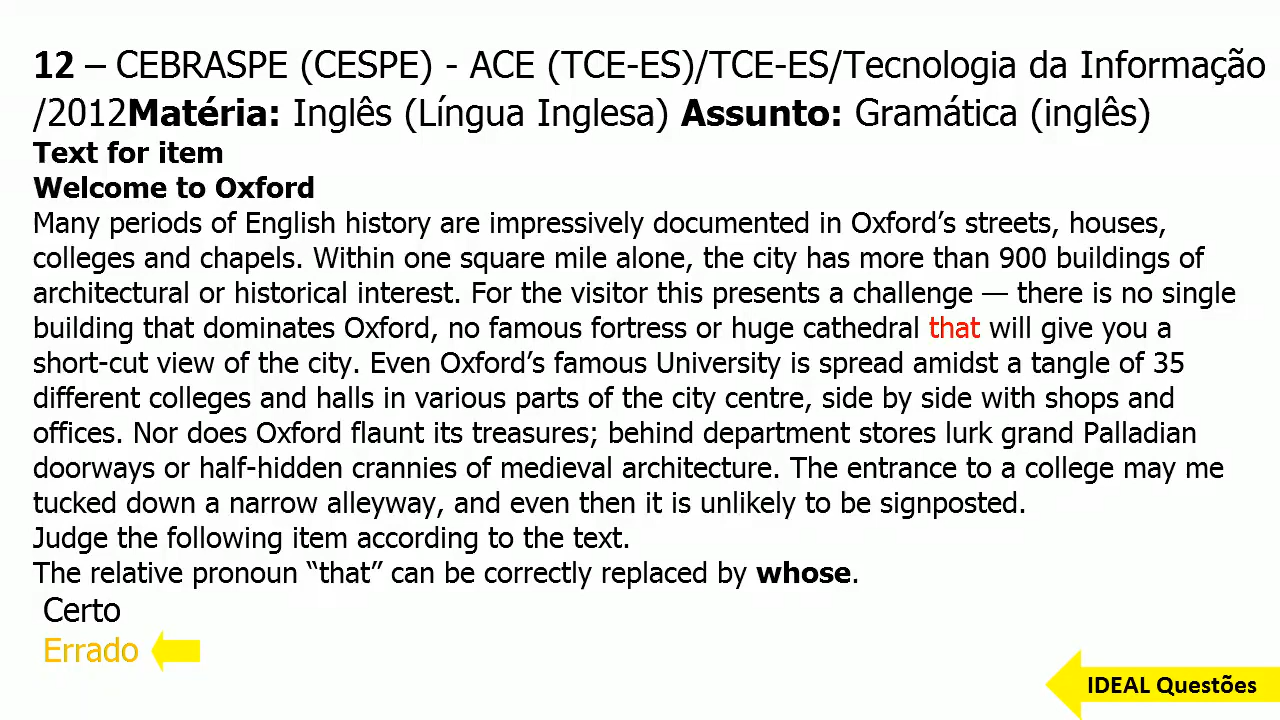 12 – CEBRASPE (CESPE) - ACE (TCE-ES)/TCE-ES/Tecnologia da Informação
/2012Matéria: Inglês (Língua Inglesa) Assunto: Gramática (inglês)
Text for item
Welcome to Oxford
Many periods of English history are impressively documented in Oxford’s streets, houses,
colleges and chapels. Within one square mile alone, the city has more than 900 buildings of
architectural or historical interest. For the visitor this presents a challenge — there is no single
building that dominates Oxford, no famous fortress or huge cathedral that will give you a
short-cut view of the city. Even Oxford’s famous University is spread amidst a tangle of 35
different colleges and halls in various parts of the city centre, side by side with shops and
offices. Nor does Oxford flaunt its treasures; behind department stores lurk grand Palladian
doorways or half-hidden crannies of medieval architecture. The entrance to a college may me
tucked down a narrow alleyway, and even then it is unlikely to be signposted.
Judge the following item according to the text.
The relative pronoun “that” can be correctly replaced by whose.
Certo
Errado
IDEAL Questões